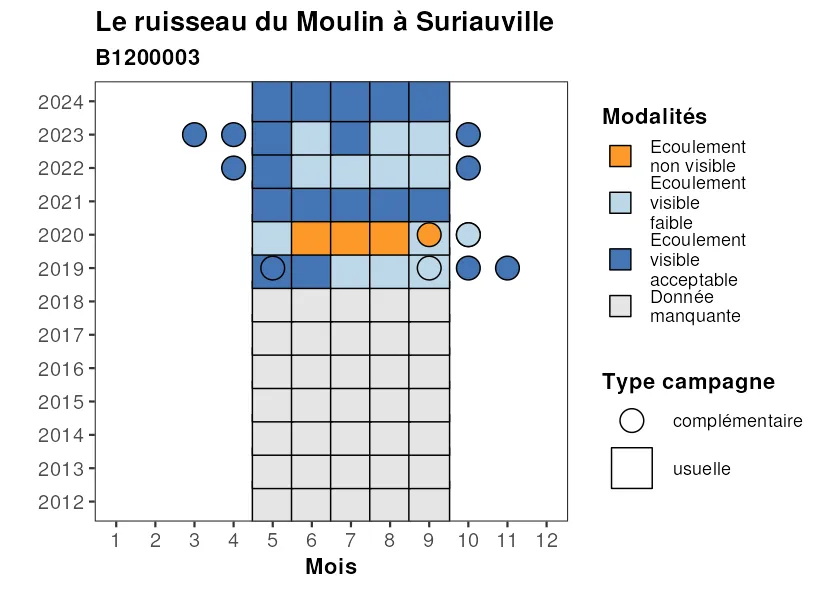 Le ruisseau du Moulin à Suriauville
B1200003
2024
2023
2022
2021
2020
2019
2018
2017
2016
2015
2014
2013
2012
1 2 3 4 5 6 7 8 9 10 11 12
Mois
Modalités
Ecoulement
non visible
Ecoulement
visible
faible
Ecoulement
visible
acceptable
Donnée
manquante
Type campagne
complémentaire
usuelle